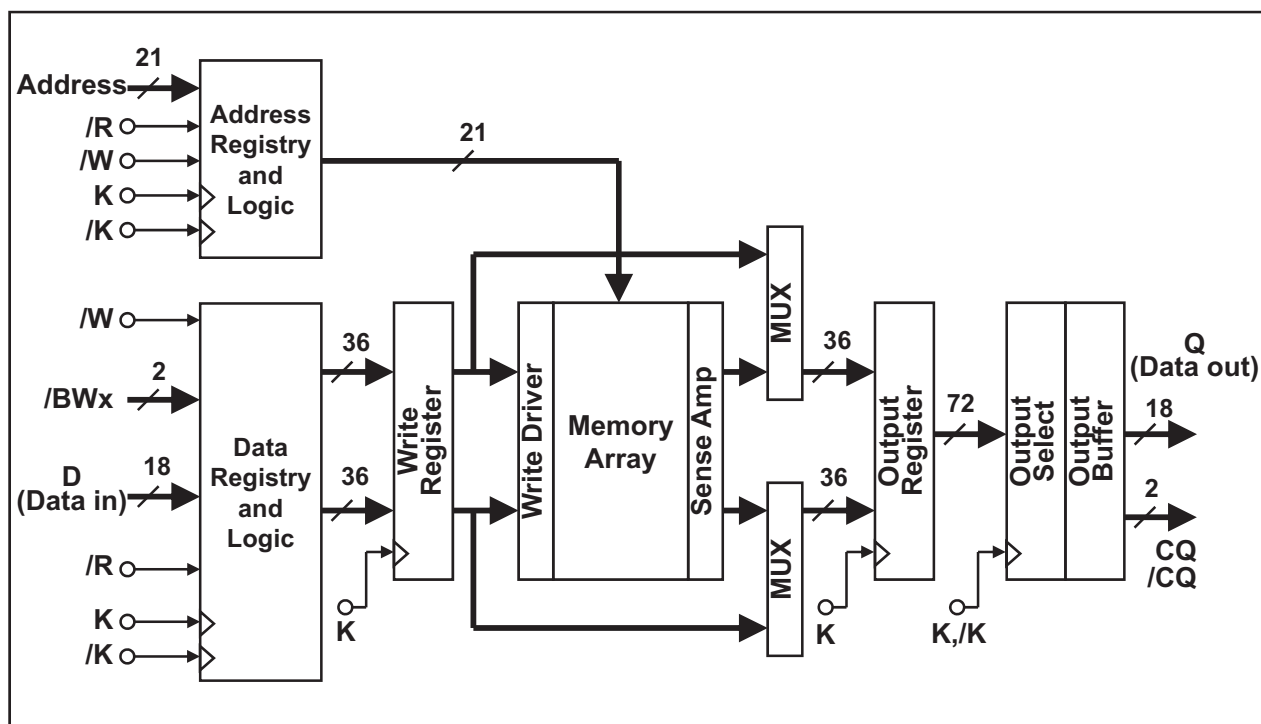 21
Address
/R
/W
K
/K
Address
Registry
and
Logic
21
/W
2
/BWx
18
D
(Data in)
/R
K
/K
Data
Registry
and
Logic
36
36
Write
Register
K
Write Driver
Memory
Array
Sense Amp
MUX
MUX
36
36
Output
Register
K
72
Output
Select
K,/K
Output
Buffer
Q
(Data out)
18
2
CQ
/CQ